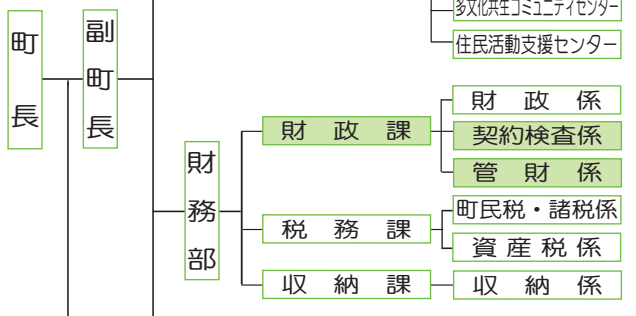 多文化共生コミュニティセンター
住民活動支援センター
町長
副町長
財務部
財政課
財政係
契約検査係
管財係
税務課
町民税・諸税係
資産税係
収納課
収納係